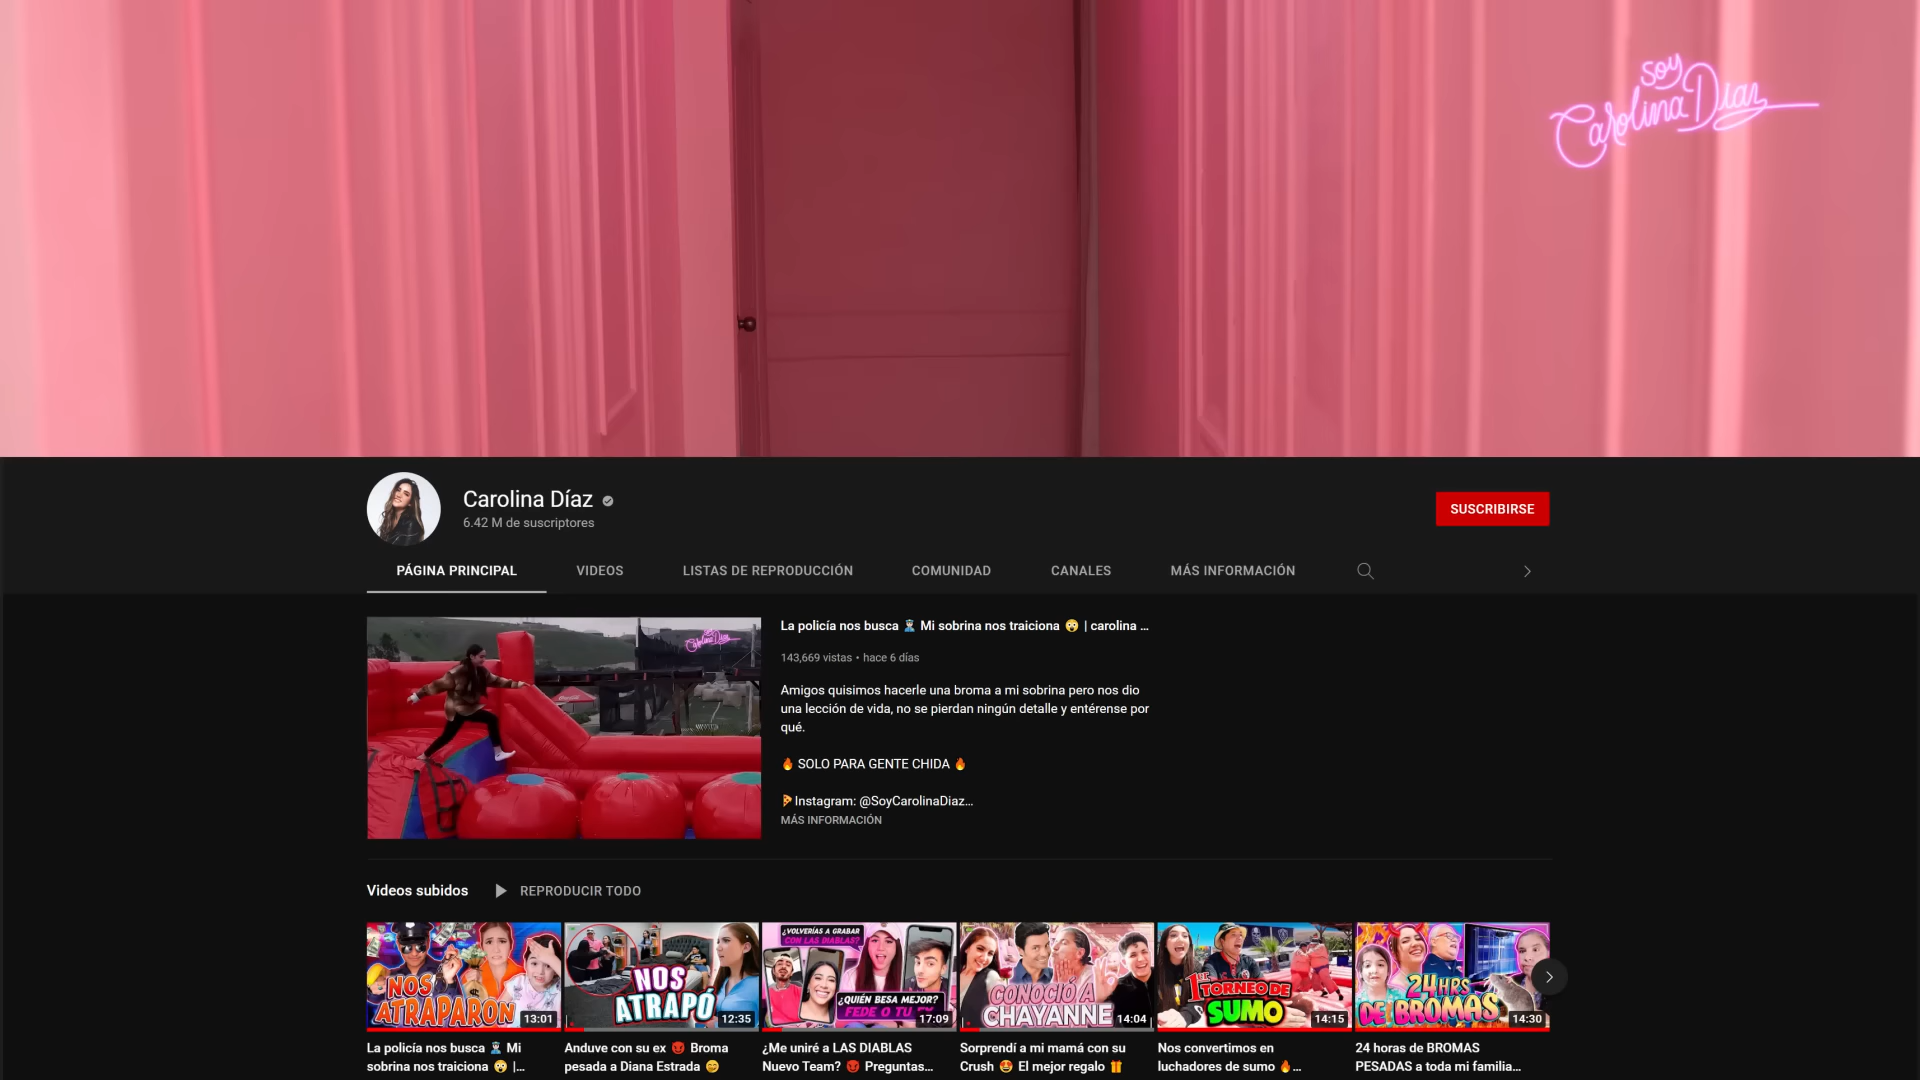 Soy
Carolina Díaz
Carolina Díaz
6.42 M de suscriptores
SUSCRIBIRSE
PÁGINA PRINCIPAL
VIDEOS
LISTAS DE REPRODUCCIÓN
COMUNIDAD
CANALES
MÁS INFORMACIÓN
Carolina Díaz
La policía nos busca 👮 Mi sobrina nos traiciona 😲 | carolina ...
143,669 vistas • hace 6 días
Amigos quisimos hacerle una broma a mi sobrina pero nos dio
una lección de vida, no se pierdan ningún detalle y entérense por
qué.
🔥 SOLO PARA GENTE CHIDA 🔥
🍕Instagram: @SoyCarolinaDiaz...
MÁS INFORMACIÓN
Videos subidos
REPRODUCIR TODO
NOS
ATRAPARON
13:01
NOS
ATRAPÓ
12:35
¿VOLVERÍAS A GRABAR
CON LAS DIABLAS?
¿QUIÉN BESA MEJOR?
FEDE O TU EX
17:09
CONOCIÓ A
CHAYANNE
14:04
1ER
TORNEO DE
SUMO
14:15
24HRS
DE BROMAS
14:30
La policía nos busca 👮 Mi
sobrina nos traiciona 😲 |...
Anduve con su ex 😈 Broma
pesada a Diana Estrada 😊
¿Me uniré a LAS DIABLAS
Nuevo Team? 😈 Preguntas...
Sorprendí a mi mamá con su
Crush 🤩 El mejor regalo 🎁
Nos convertimos en
luchadores de sumo 🔥...
24 horas de BROMAS
PESADAS a toda mi familia...